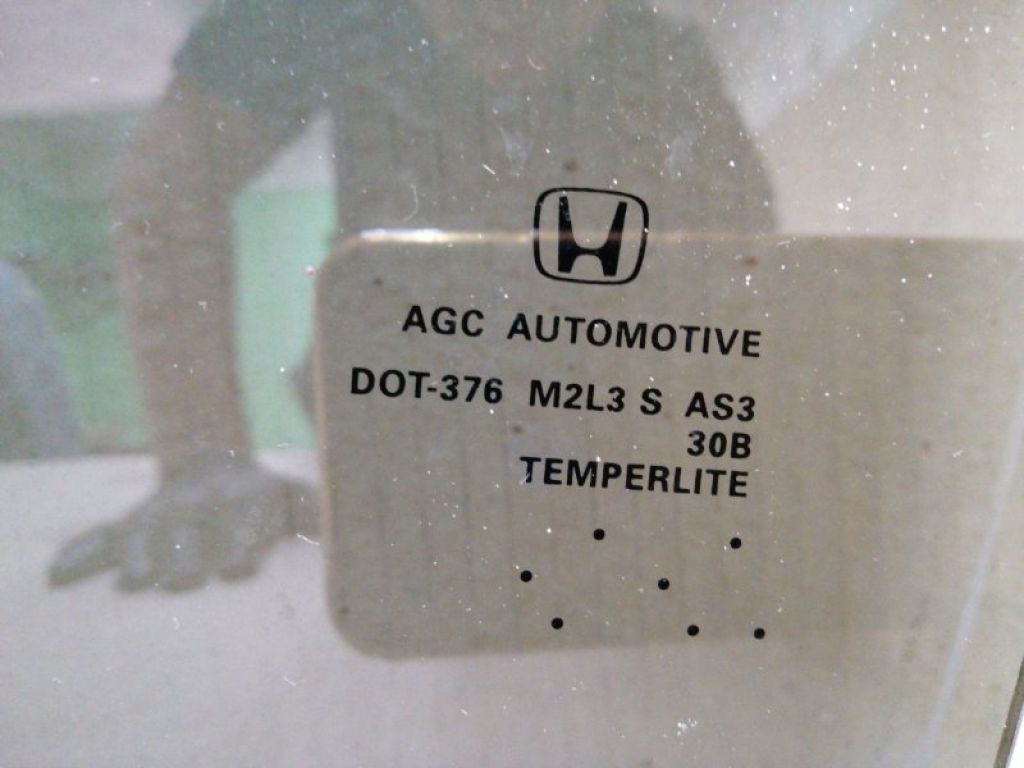 AGC AUTOMOTIVE
DOT-376 M2L3 S AS3
30B
TEMPERLITE